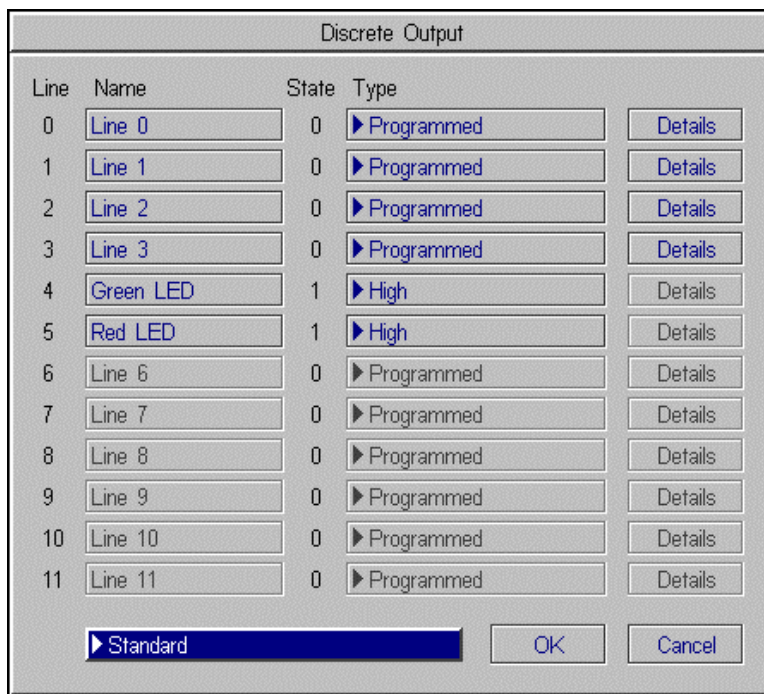 Discrete Output
Line Name State Type
0 Line 0 0 Programmed Details
1 Line 1 0 Programmed Details
2 Line 2 0 Programmed Details
3 Line 3 0 Programmed Details
4 Green LED 1 High Details
5 Red LED 1 High Details
6 Line 6 0 Programmed Details
7 Line 7 0 Programmed Details
8 Line 8 0 Programmed Details
9 Line 9 0 Programmed Details
10 Line 10 0 Programmed Details
11 Line 11 0 Programmed Details
Standard OK Cancel